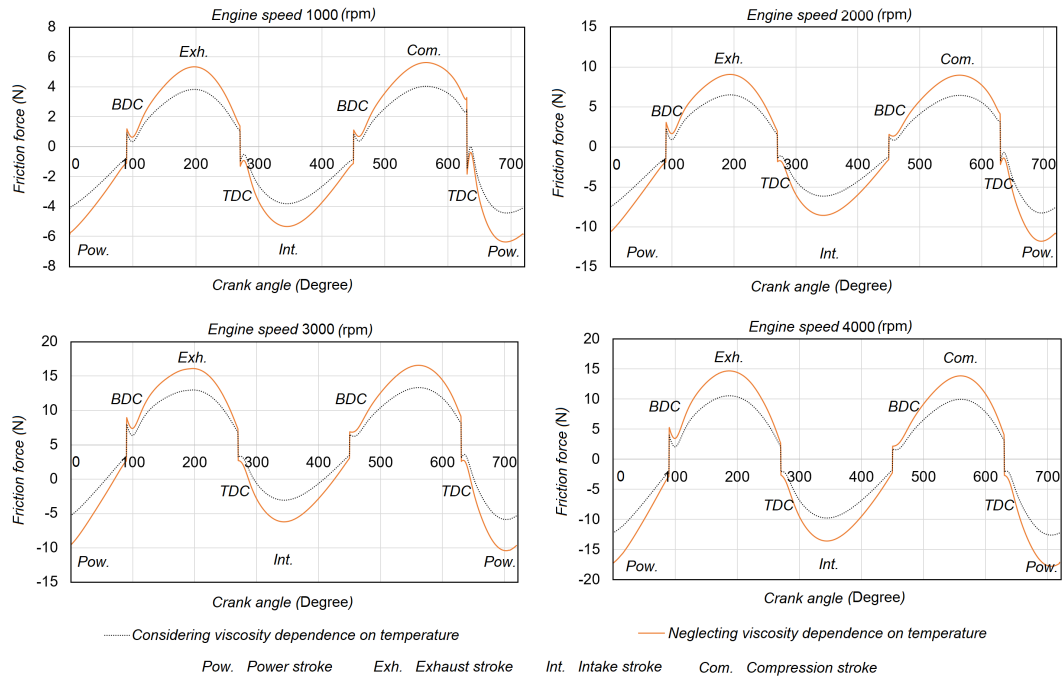 Engine speed 1000 (rpm)
8
6
4
2
0
-2
-4
-6
-8
Friction force (N)
Exh.
Com.
BDC
BDC
0 100 200 300 400 500 600 700
TDC
TDC
Pow.
Int.
Pow.
Crank angle (Degree)
Engine speed 2000 (rpm)
15
10
5
0
-5
-10
-15
Friction force (N)
Exh.
Com.
BDC
BDC
0 100 200 300 400 500 600 700
TDC
TDC
Pow.
Int.
Pow.
Crank angle (Degree)
Engine speed 3000 (rpm)
20
15
10
5
0
-5
-10
-15
Friction force (N)
Exh.
BDC
BDC
0 100 200 300 400 500 600 700
TDC
TDC
Pow.
Int.
Pow.
Crank angle (Degree)
Engine speed 4000 (rpm)
20
15
10
5
0
-5
-10
-15
-20
Friction force (N)
Exh.
Com.
BDC
BDC
0 100 200 300 400 500 600 700
TDC
TDC
Pow.
Int.
Pow.
Crank angle (Degree)
Considering viscosity dependence on temperature
Neglecting viscosity dependence on temperature
Pow. Power stroke Exh. Exhaust stroke Int. Intake stroke Com. Compression stroke